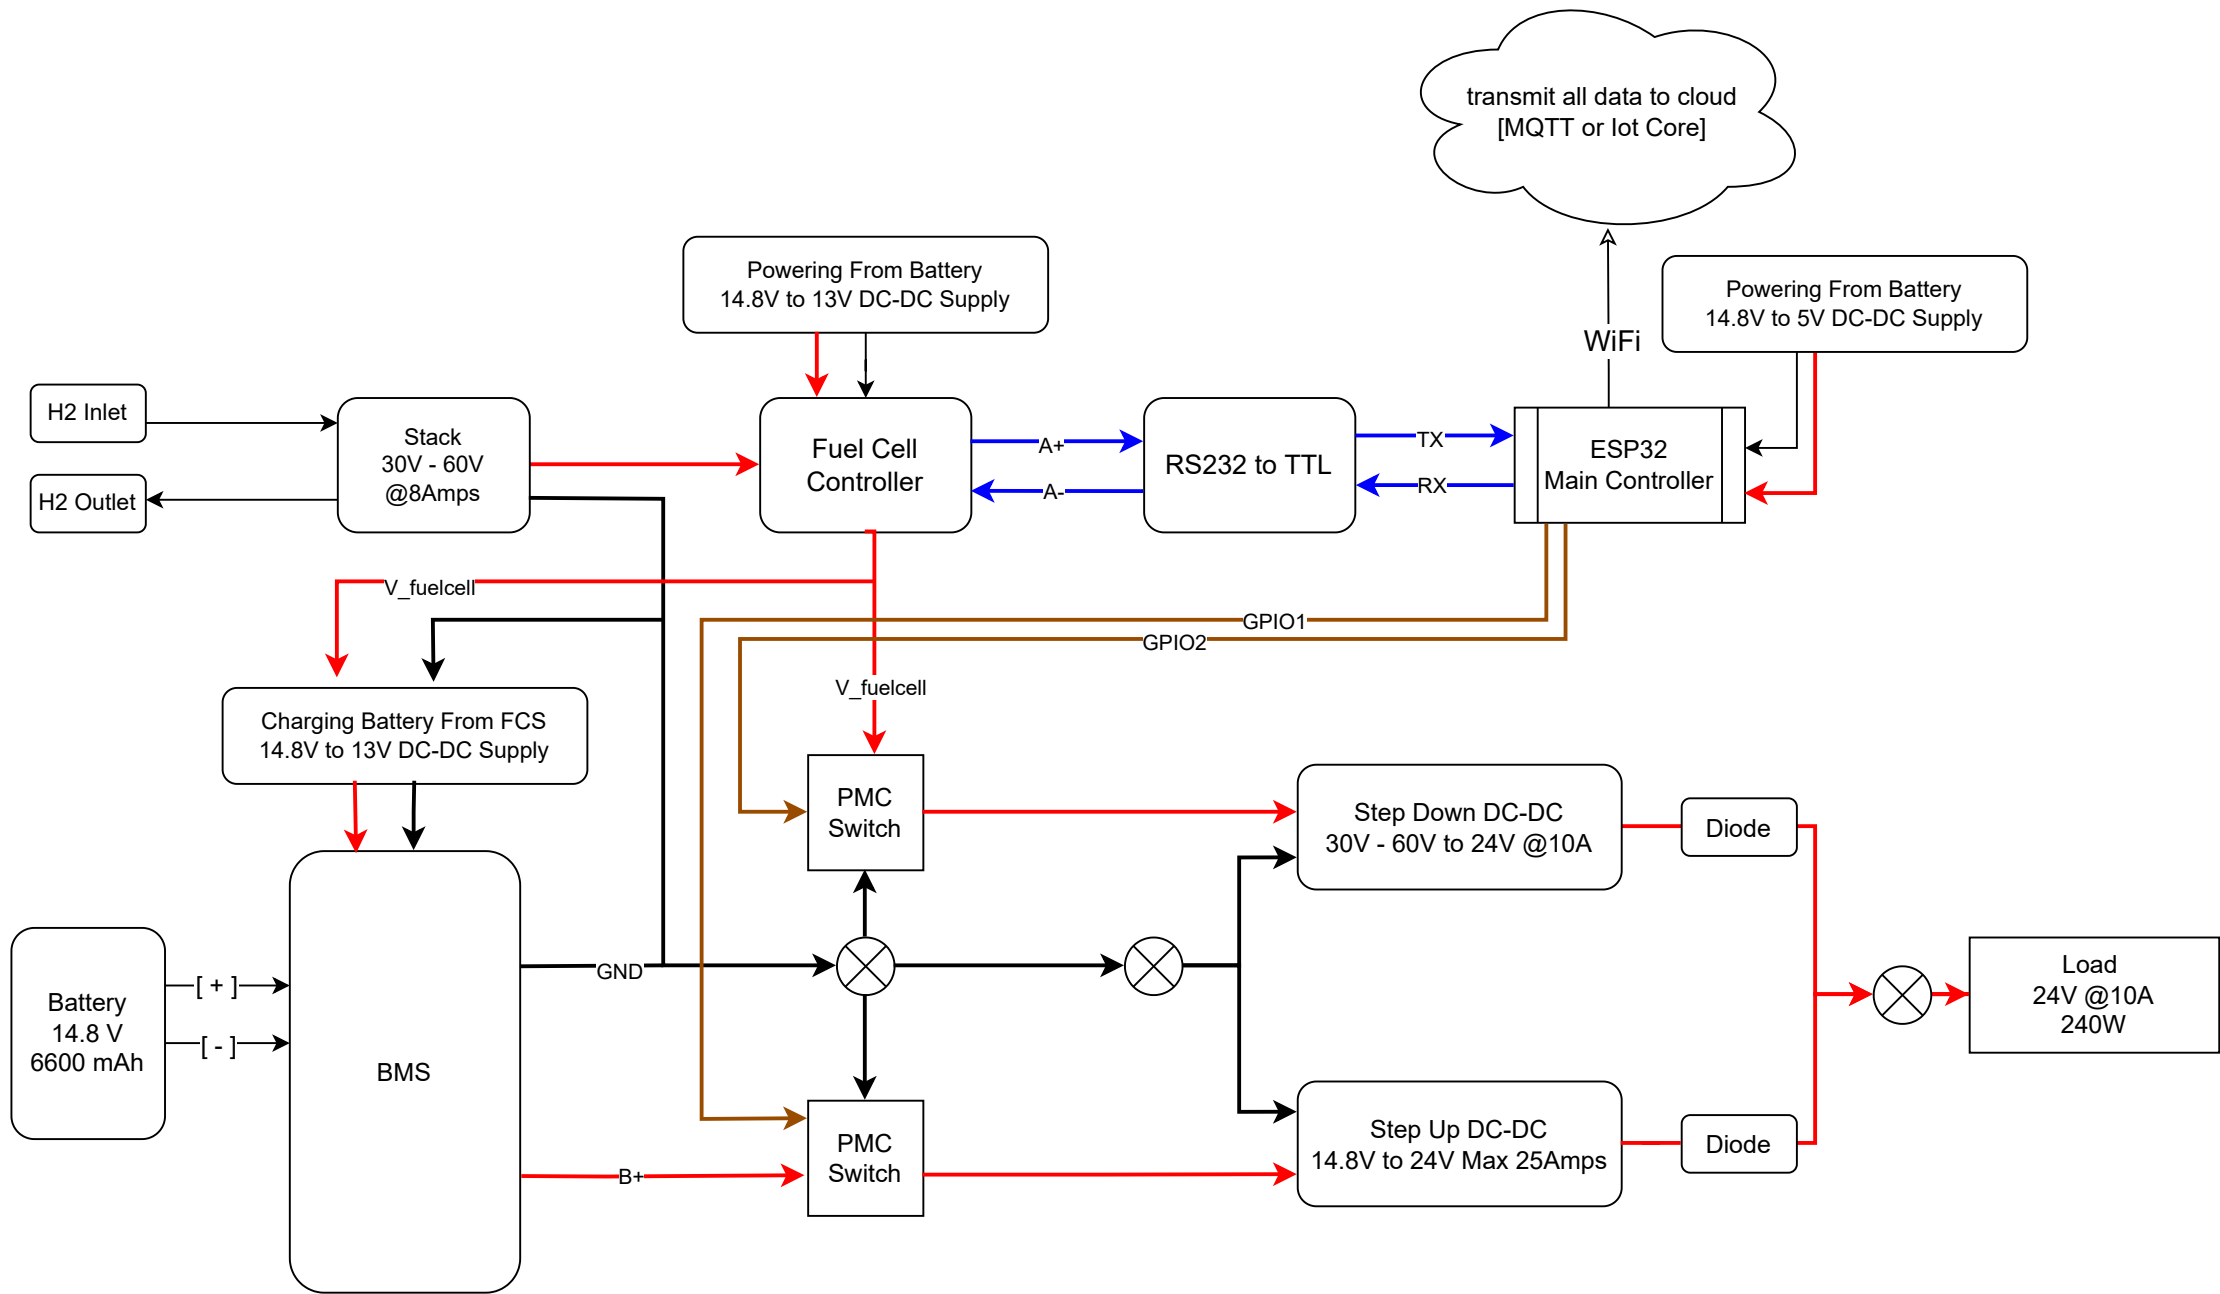 transmit all data to cloud
[MQTT or Iot Core]
Powering From Battery
14.8V to 13V DC-DC Supply
Powering From Battery
14.8V to 5V DC-DC Supply
WiFi
H2 Inlet
H2 Outlet
Stack
30V - 60V
@8Amps
Fuel Cell
Controller
A+
A-
RS232 to TTL
TX
RX
ESP32
Main Controller
V_fuelcell
GPIO1
GPIO2
V_fuelcell
Charging Battery From FCS
14.8V to 13V DC-DC Supply
PMC
Switch
Step Down DC-DC
30V - 60V to 24V @10A
Diode
Battery
14.8 V
6600 mAh
[ + ]
[ - ]
BMS
GND
B+
Load
24V @10A
240W
PMC
Switch
Step Up DC-DC
14.8V to 24V Max 25Amps
Diode